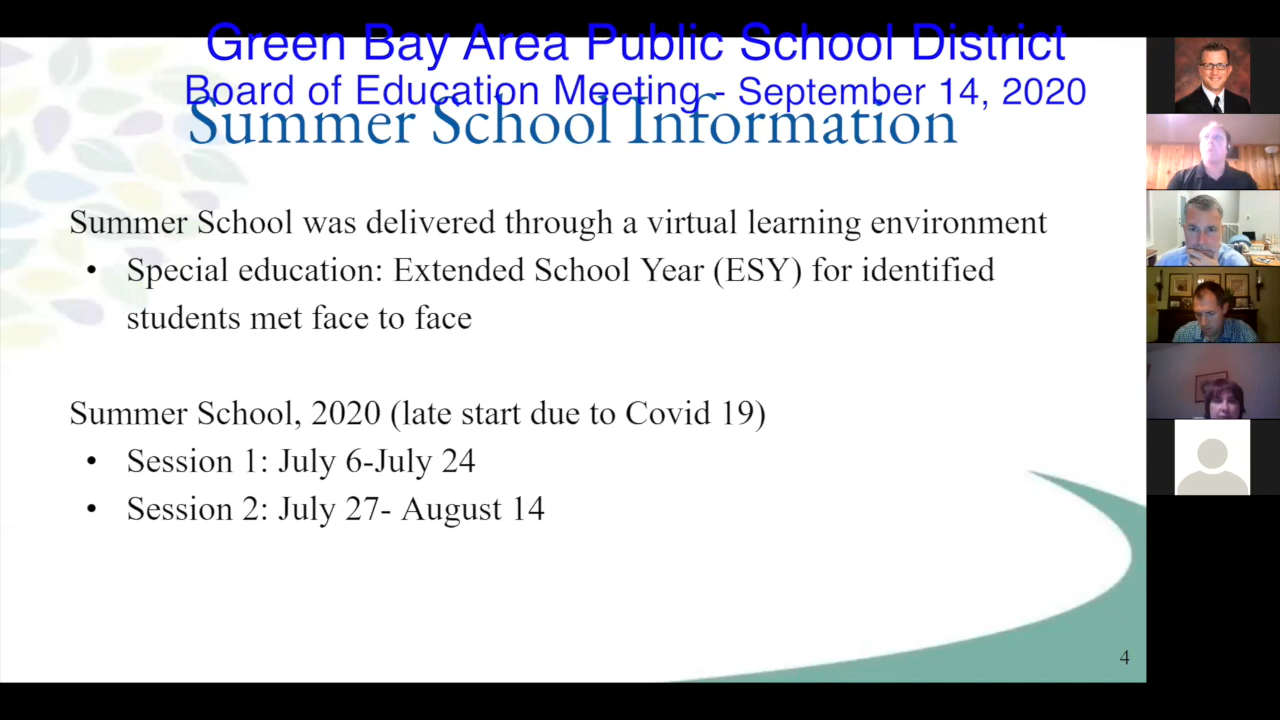 Green Bay Area Public School District
Board of Education Meeting - September 14, 2020
Summer School Information
Summer School was delivered through a virtual learning environment
• Special education: Extended School Year (ESY) for identified
students met face to face
Summer School, 2020 (late start due to Covid 19)
• Session 1: July 6-July 24
• Session 2: July 27- August 14
4